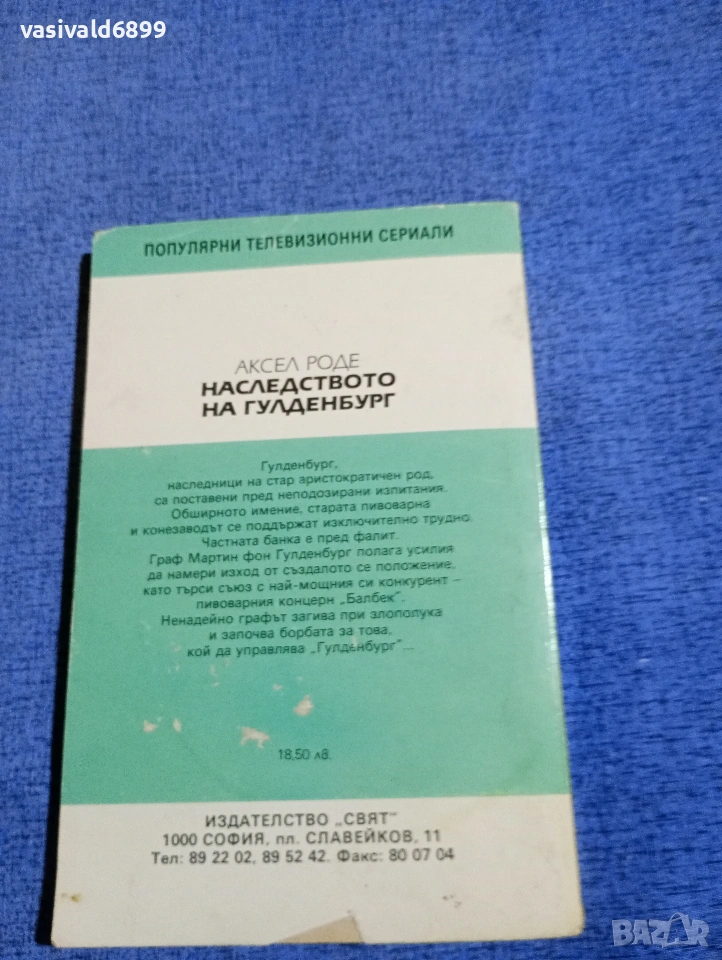 vasivald6899
ПОПУЛЯРНИ ТЕЛЕВИЗИОННИ СЕРИАЛИ
АКСЕЛ РОДЕ
НАСЛЕДСТВОТО
НА ГУЛДЕНБУРГ
Гулденбург,
наследници на стар аристократичен род,
са поставени пред неподозирани изпитания.
Обширното имение, старата пивоварна
и конезаводът се поддържат изключително трудно.
Частната банка е пред фалит.
Граф Мартин фон Гулденбург полага усилия
да намери изход от създалото се положение,
като търси съюз с най-мощния си конкурент –
пивоварния концерн „Балбек".
Ненадейно графът загива при злополука
и започва борбата за това,
кой да управлява „Гулденбург"...
18,50 лв.
ИЗДАТЕЛСТВО „СВЯТ"
1000 СОФИЯ, пл. СЛАВЕЙКОВ, 11
Тел: 89 22 02, 89 52 42. Факс: 80 07 04
BAZAR